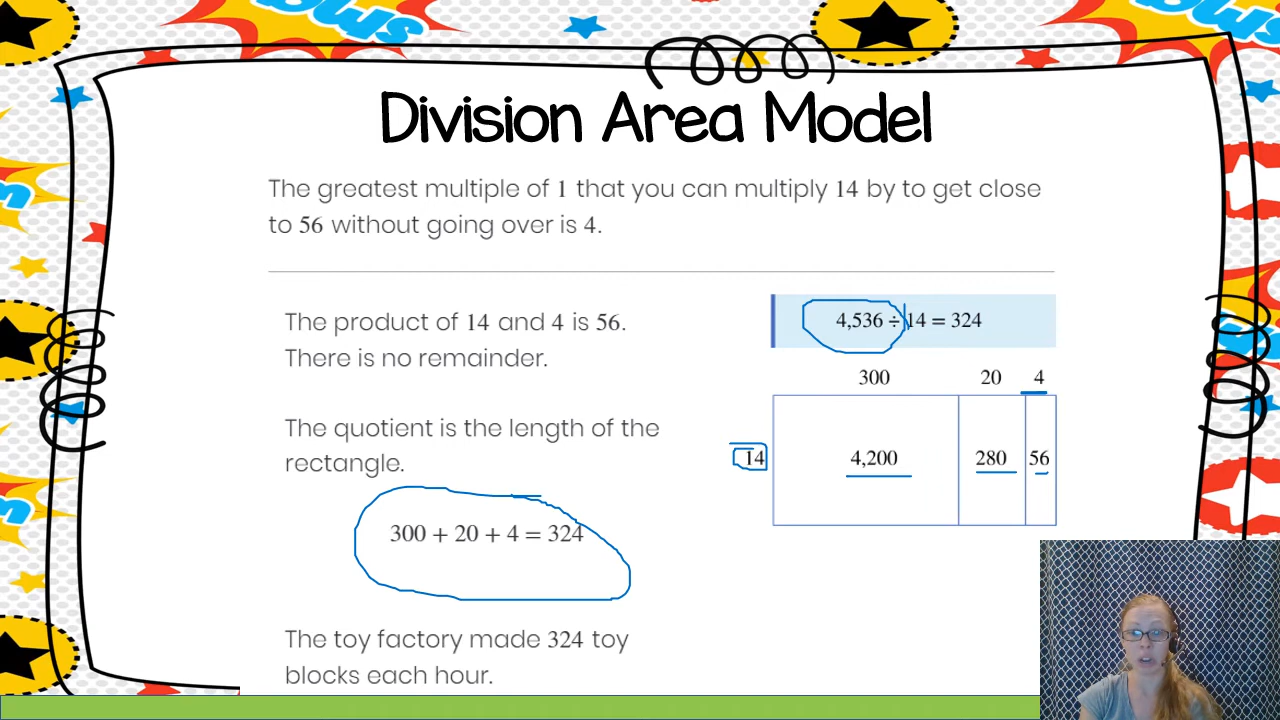 Division Area Model
The greatest multiple of 1 that you can multiply 14 by to get close
to 56 without going over is 4.
The product of 14 and 4 is 56.
There is no remainder.
The quotient is the length of the
rectangle.
300 + 20 + 4 = 324
The toy factory made 324 toy
blocks each hour.
4,536 ÷ 14 = 324
300 20 4
14 4,200 280 56